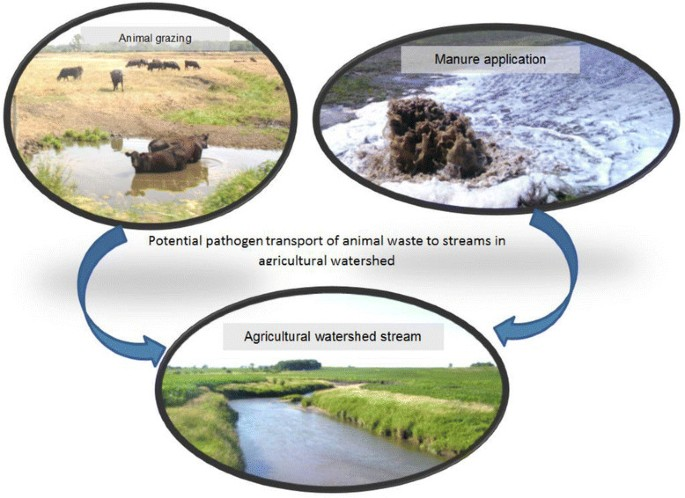 Animal grazing
Manure application
Potential pathogen transport of animal waste to streams in
agricultural watershed
Agricultural watershed stream